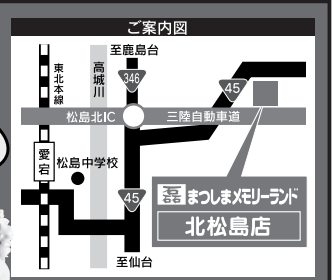 ご案内図
至鹿島台
東北本線
高城川
346
45
松島北IC
三陸自動車道
愛宕
松島中学校
45
磊 まつしまメモリーランド
北松島店
至仙台